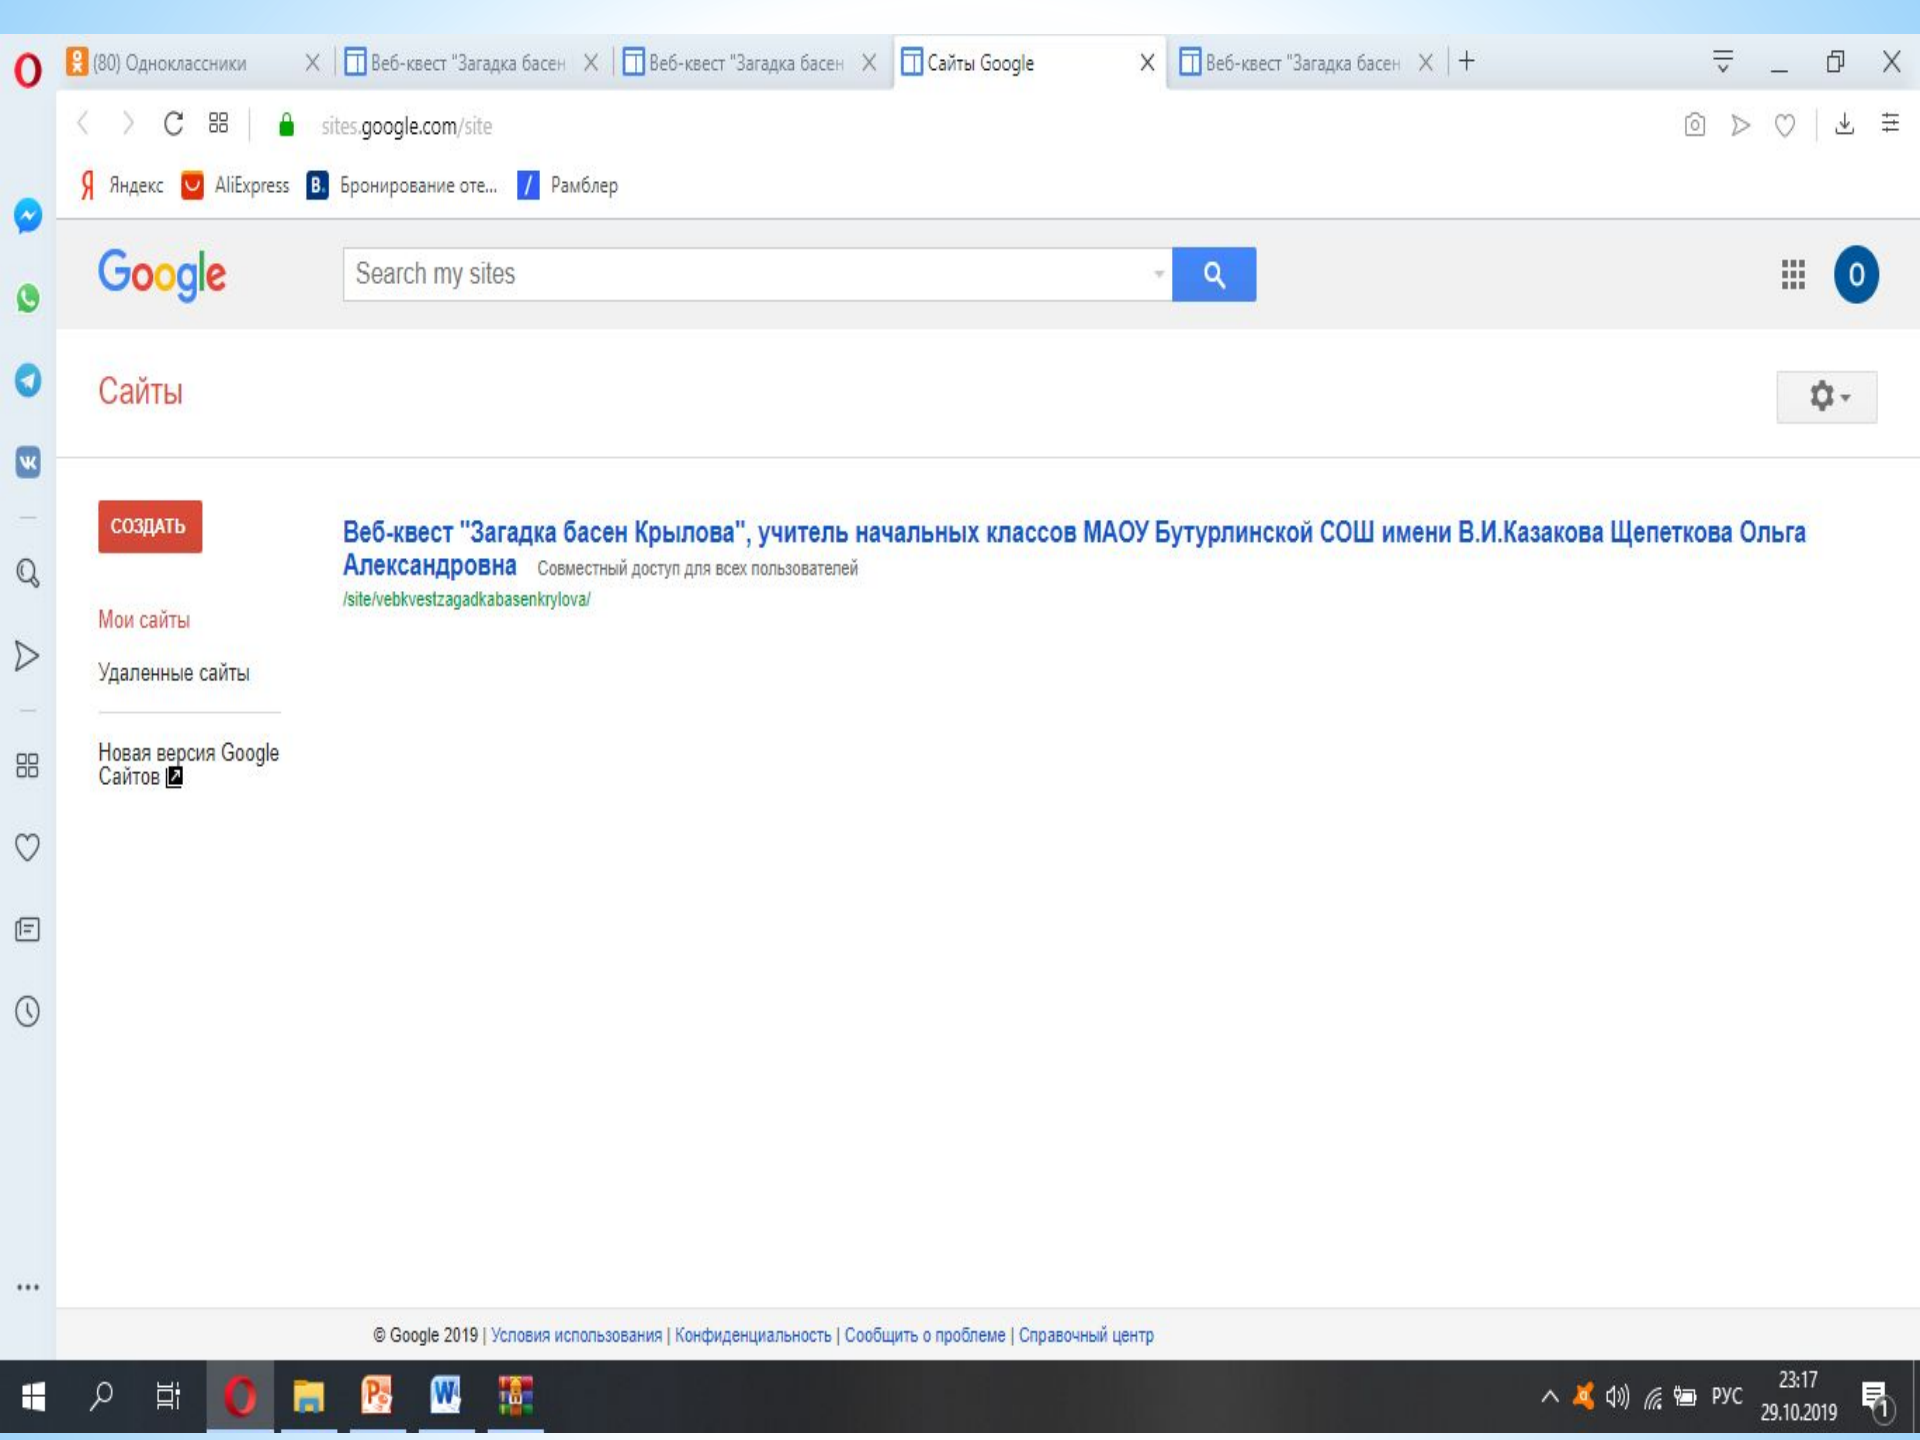 (80) Одноклассники
Веб-квест "Загадка басен
Веб-квест "Загадка басен
Сайты Google
Веб-квест "Загадка басен
sites.google.com/site
Яндекс
AliExpress
B.
Бронирование оте...
Рамблер
Google
Search my sites
O
Сайты
СОЗДАТЬ
Веб-квест "Загадка басен Крылова", учитель начальных классов МАОУ Бутурлинской СОШ имени В.И.Казакова Щепеткова Ольга
Александровна Совместный доступ для всех пользователей
/site/vebkvestzagadkabasenkrylova/
Мои сайты
Удаленные сайты
Новая версия Google
Сайтов
© Google 2019 | Условия использования | Конфиденциальность | Сообщить о проблеме | Справочный центр
РУС
23:17
29.10.2019
1